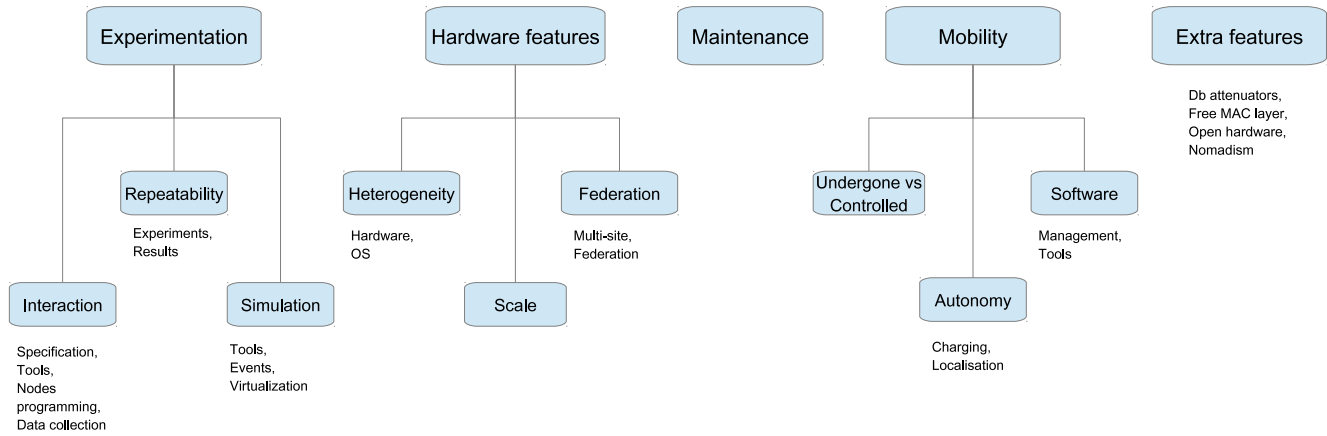 Experimentation
Hardware features
Maintenance
Mobility
Extra features
Db attenuators,
Free MAC layer,
Open hardware,
Nomadism
Repeatability
Experiments,
Results
Heterogeneity
Hardware,
OS
Federation
Multi-site,
Federation
Undergone vs
Controlled
Software
Management,
Tools
Interaction
Specification,
Tools,
Nodes
programming,
Data collection
Simulation
Tools,
Events,
Virtualization
Scale
Autonomy
Charging,
Localisation